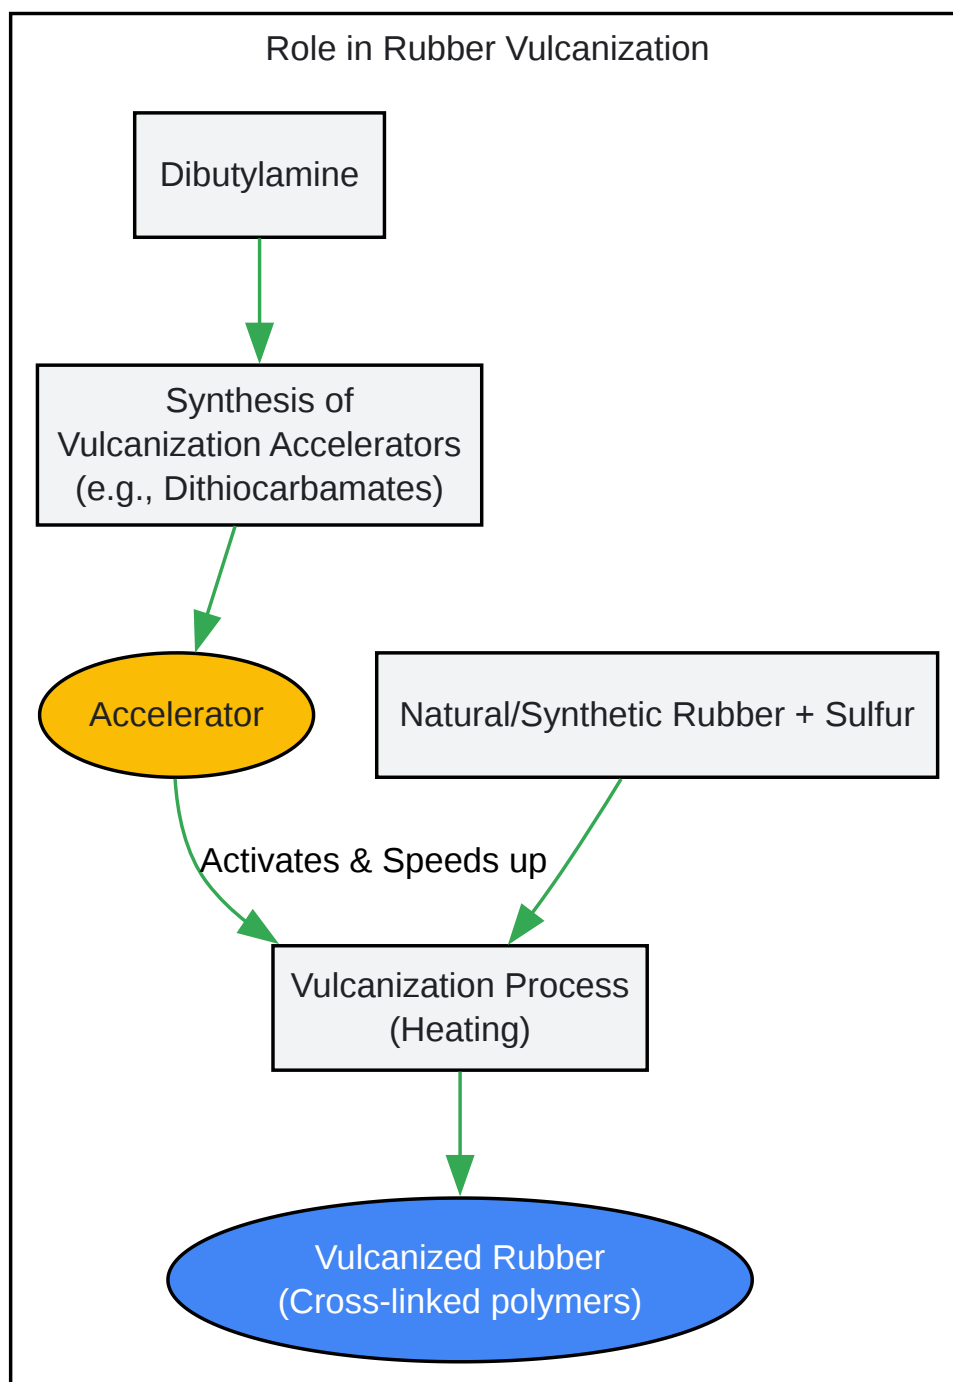 Role in Rubber Vulcanization
Dibutylamine
Synthesis of
Vulcanization Accelerators
(e.g., Dithiocarbamates)
Accelerator
Natural/Synthetic Rubber + Sulfur
Activates & Speeds up
Vulcanization Process
(Heating)
Vulcanized Rubber
(Cross-linked polymers)